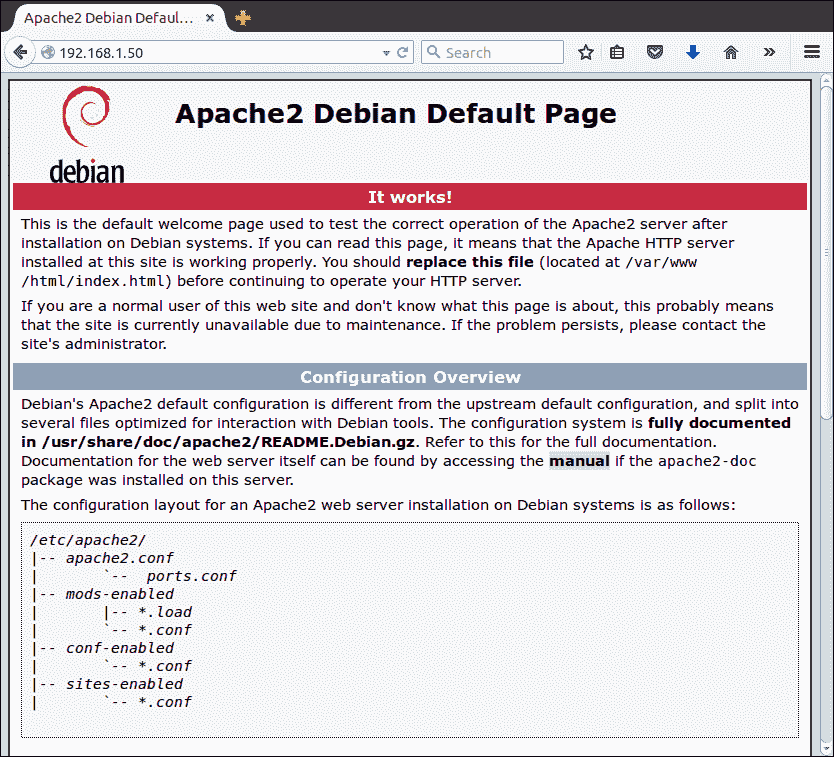 Apache2 Debian Defaul...
192.168.1.50
Search
Apache2 Debian Default Page
debian
It works!
This is the default welcome page used to test the correct operation of the Apache2 server after
installation on Debian systems. If you can read this page, it means that the Apache HTTP server
installed at this site is working properly. You should replace this file (located at /var/www
/html/index.html) before continuing to operate your HTTP server.
If you are a normal user of this web site and don't know what this page is about, this probably means
that the site is currently unavailable due to maintenance. If the problem persists, please contact the
site's administrator.
Configuration Overview
Debian's Apache2 default configuration is different from the upstream default configuration, and split into
several files optimized for interaction with Debian tools. The configuration system is fully documented
in /usr/share/doc/apache2/README.Debian.gz. Refer to this for the full documentation.
Documentation for the web server itself can be found by accessing the manual if the apache2-doc
package was installed on this server.
The configuration layout for an Apache2 web server installation on Debian systems is as follows:
/etc/apache2/
|-- apache2.conf
|       `--  ports.conf
|-- mods-enabled
|       |-- *.load
|       `-- *.conf
|-- conf-enabled
|       `-- *.conf
|-- sites-enabled
|       `-- *.conf